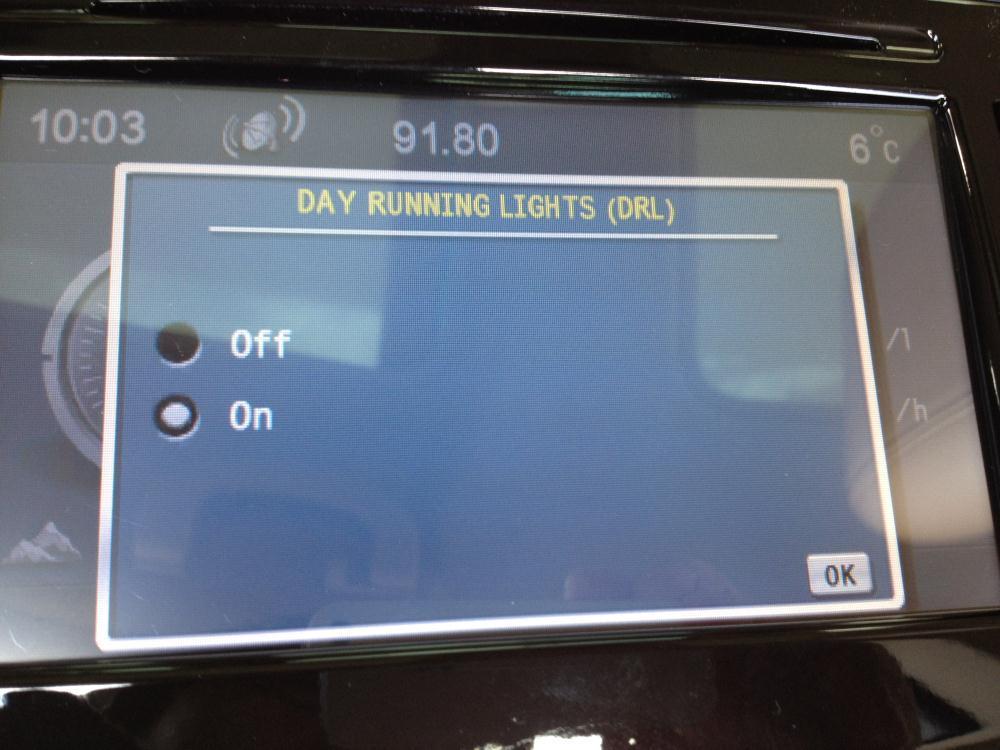 10:03 91.80 6°C
DAY RUNNING LIGHTS (DRL)
Off
/l
On
/h
OK